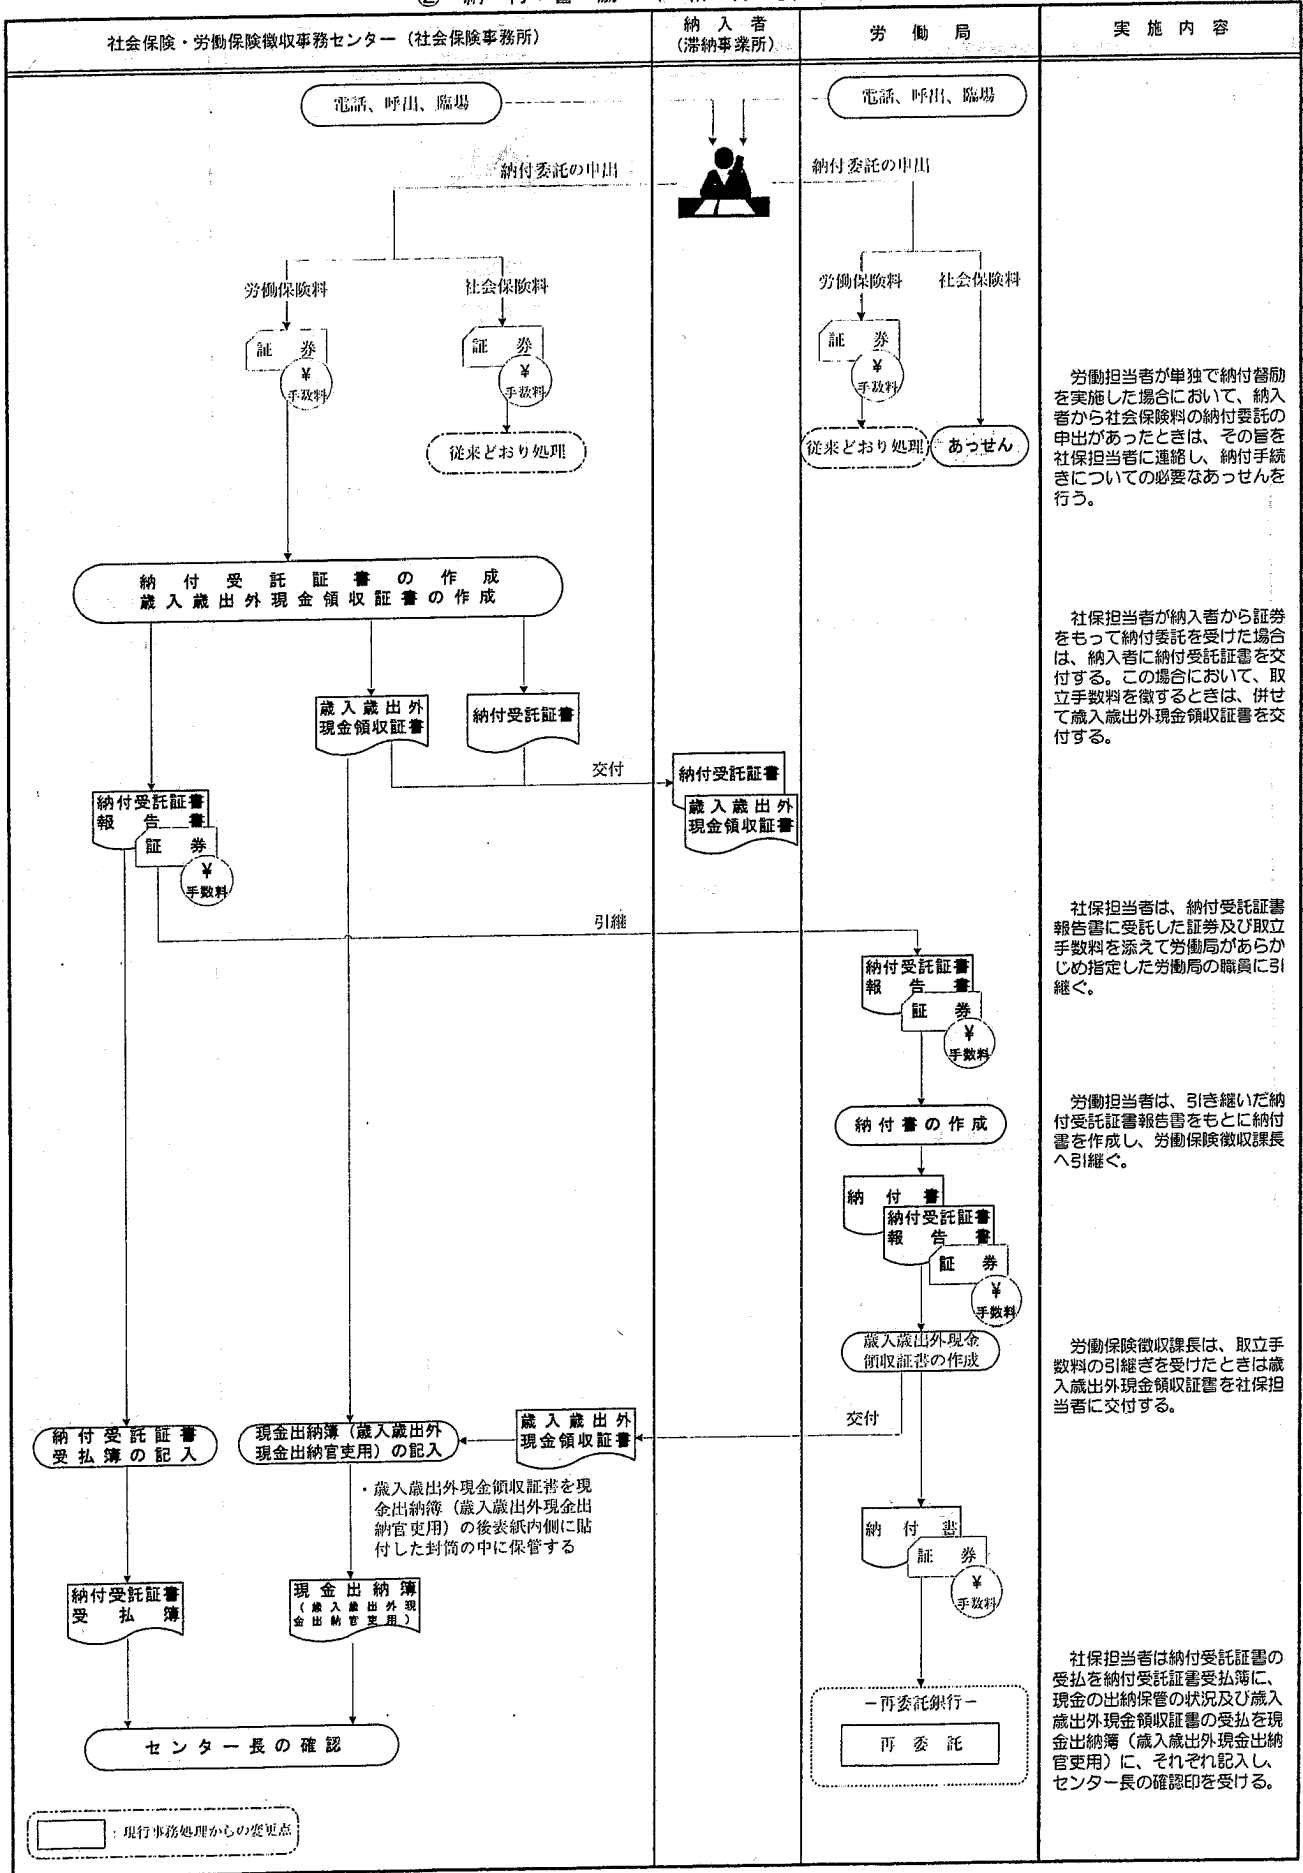 社会保険・労働保険徴収事務センター（社会保険事務所）
納入者
（滞納事業所）
労働局
実施内容
電話、呼出、臨場
電話、呼出、臨場
納付委託の申出
納付委託の申出
労働保険料
社会保険料
労働保険料
社会保険料
証券
¥
手数料
証券
¥
手数料
証券
¥
手数料
従来どおり処理
従来どおり処理
あっせん
労働担当者が単独で納付督励
を実施した場合において、納入
者から社会保険料の納付委託の
申出があったときは、その旨を
社保担当者に連絡し、納付手続
きについての必要なあっせんを
行う。
納付受託証書の作成
歳入歳出外現金領収証書の作成
社保担当者が納入者から証券
をもって納付委託を受けた場合
は、納入者に納付受託証書を交
付する。この場合において、取
立手数料を徴するときは、併せ
て歳入歳出外現金領収証書を交
付する。
歳入歳出外
現金領収証書
納付受託証書
交付
納付受託証書
歳入歳出外
現金領収証書
納付受託証書
報告書
証券
¥
手数料
引継
社保担当者は、納付受託証書
報告書に受託した証券及び取立
手数料を添えて労働局があらか
じめ指定した労働局の職員に引
継ぐ。
納付受託証書
報告書
証券
¥
手数料
納付書の作成
労働担当者は、引き継いだ納
付受託証書報告書をもとに納付
書を作成し、労働保険徴収課長
へ引継ぐ。
納付書
納付受託証書
報告書
証券
¥
手数料
歳入歳出外現金
領収証書の作成
労働保険徴収課長は、取立手
数料の引継ぎを受けたときは歳
入歳出外現金領収証書を社保担
当者に交付する。
交付
納付受託証書
受払簿の記入
現金出納簿（歳入歳出外
現金出納官吏用）の記入
歳入歳出外
現金領収証書
・歳入歳出外現金領収証書を現
金出納簿（歳入歳出外現金出
納官吏用）の後表紙内側に貼
付した封筒の中に保管する
納付書
証券
¥
手数料
納付受託証書
受払簿
現金出納簿
（歳入歳出外現
金出納官吏用）
センター長の確認
－再委託銀行－
再委託
社保担当者は納付受託証書の
受払を納付受託証書受払簿に、
現金の出納保管の状況及び歳入
歳出外現金領収証書の受払を現
金出納簿（歳入歳出外現金出納
官吏用）に、それぞれ記入し、
センター長の確認印を受ける。
：現行事務処理からの変更点